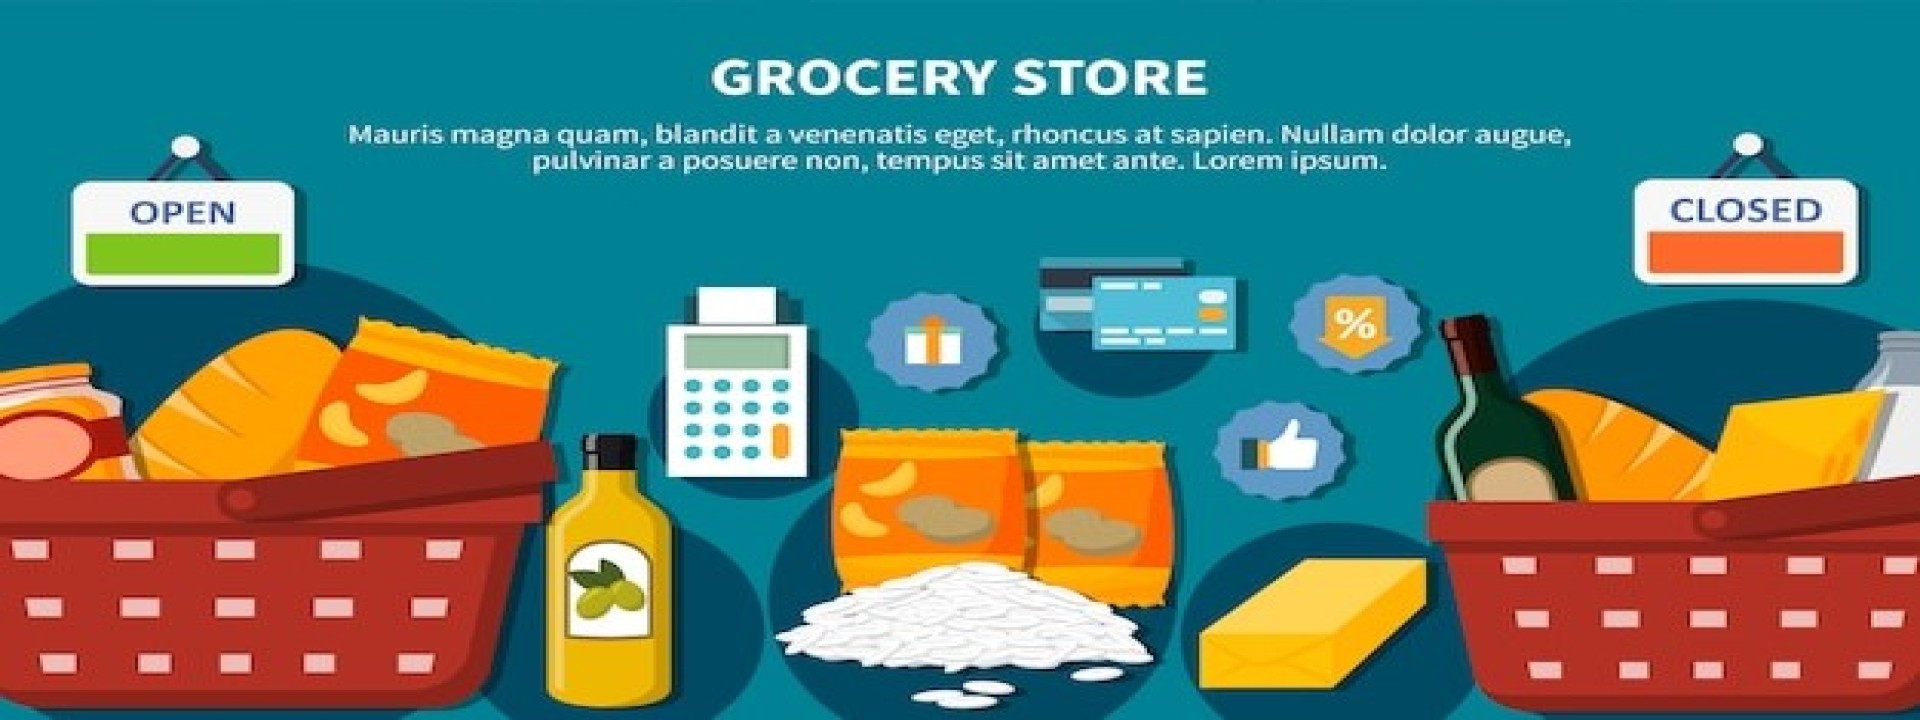 GROCERY STORE
Mauris magna quam, blandit a venenatis eget, rhoncus at sapien. Nullam dolor augue,
pulvinar a posuere non, tempus sit amet ante. Lorem ipsum.
OPEN
CLOSED
%